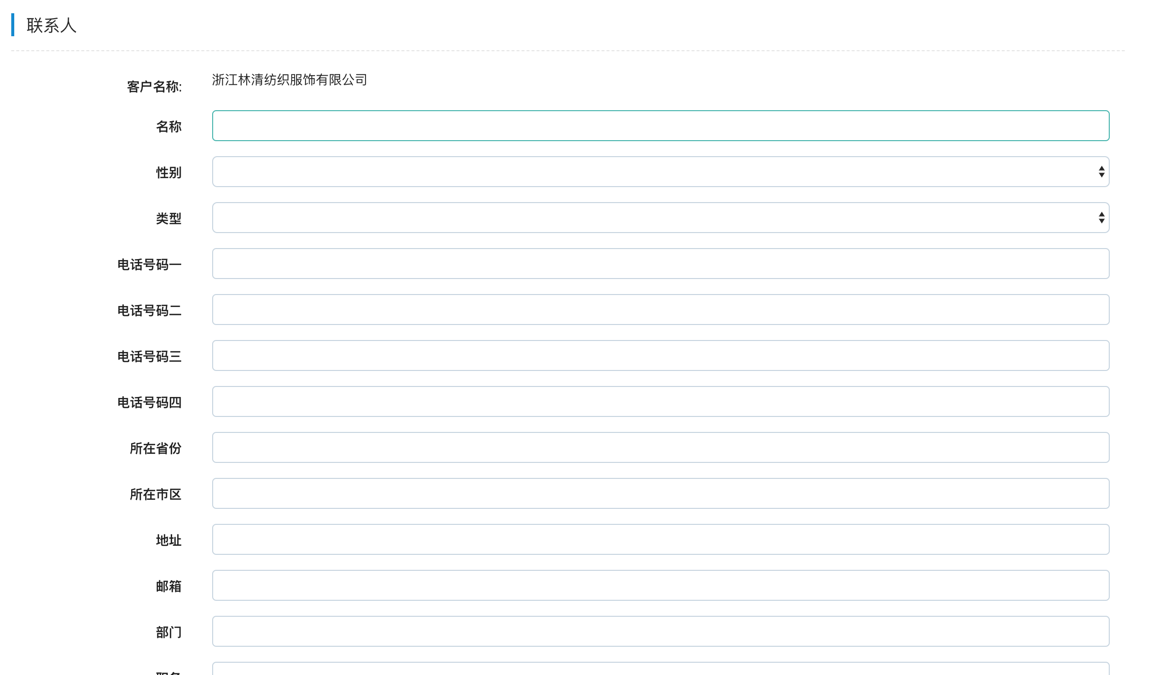 联系人
客户名称:
浙江林清纺织服饰有限公司
名称
性别
类型
电话号码一
电话号码二
电话号码三
电话号码四
所在省份
所在市区
地址
邮箱
部门